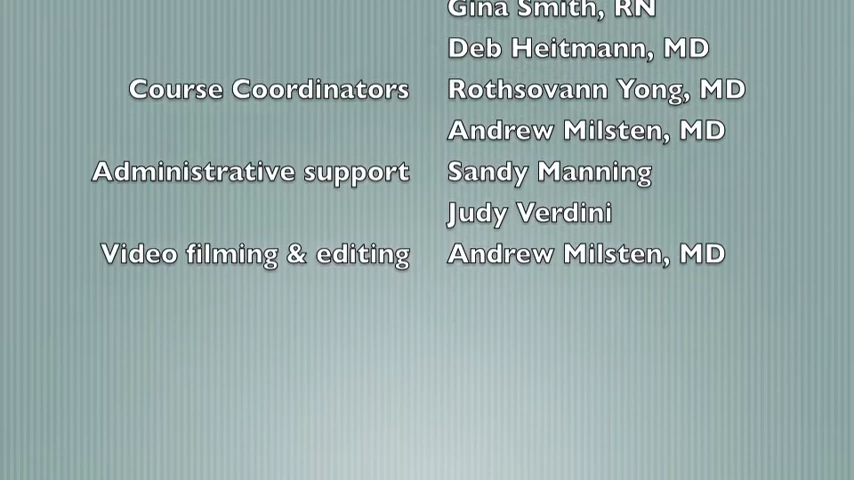 Gina Smith, RN
Deb Heitmann, MD
Course Coordinators Rothsovann Yong, MD
Andrew Milsten, MD
Administrative support Sandy Manning
Judy Verdini
Video filming & editing Andrew Milsten, MD